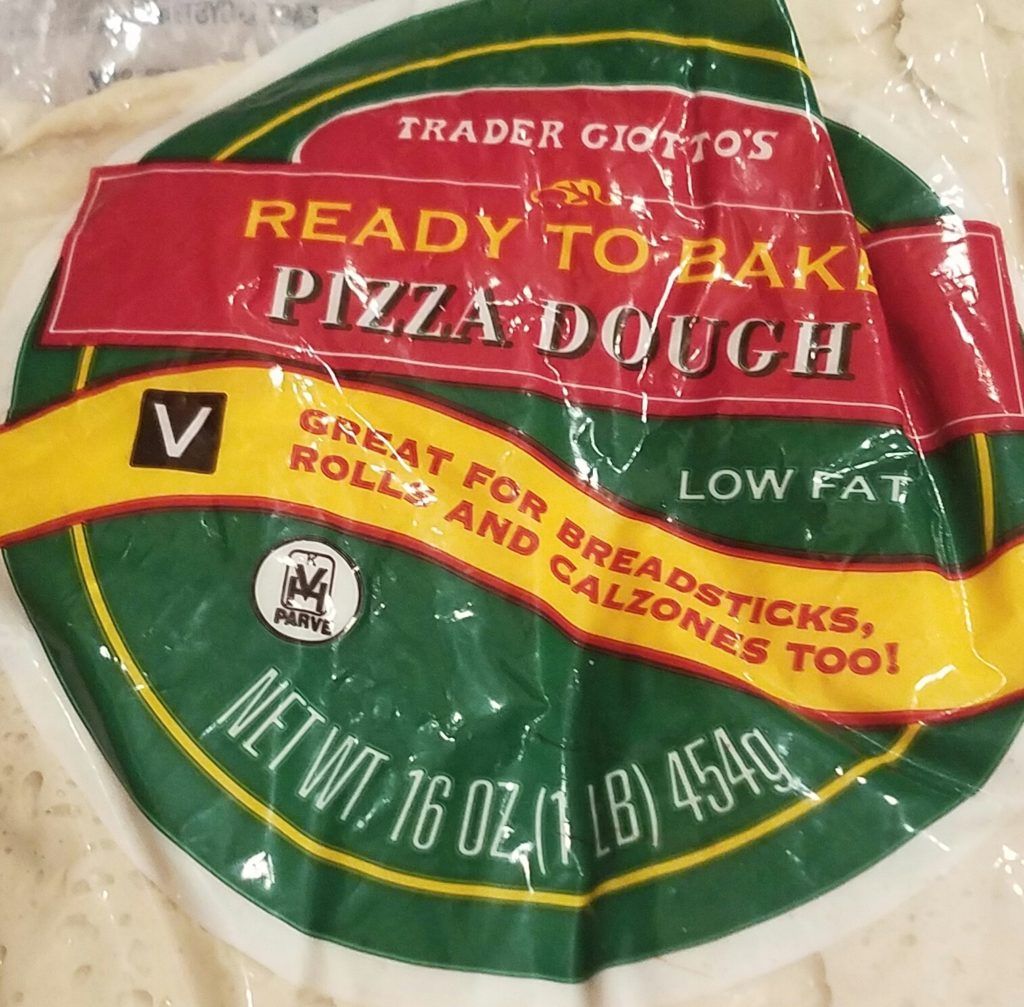 TRADER GIOTTO'S
READY TO BAKE
PIZZA DOUGH
V
GREAT FOR BREADSTICKS,
ROLLS AND CALZONES TOO!
LOW FAT
K
PARVE
NET WT. 16 OZ. (1 LB) 454g